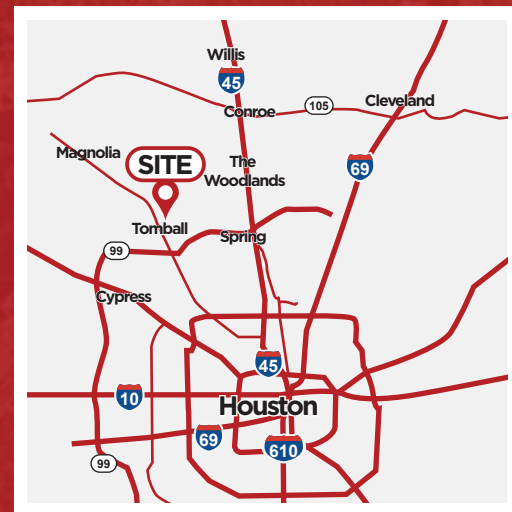 Willis
45
Conroe
105
Cleveland
Magnolia
SITE
The
Woodlands
69
Tomball
Spring
99
Cypress
45
10
Houston
69
610
99